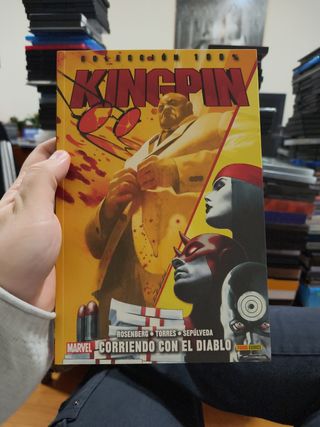 COLECCIÓN 100%
KINGPIN
ROSENBERG • TORRES • SEPÚLVEDA
MARVEL
CORRIENDO CON EL DIABLO
PANINI COMICS